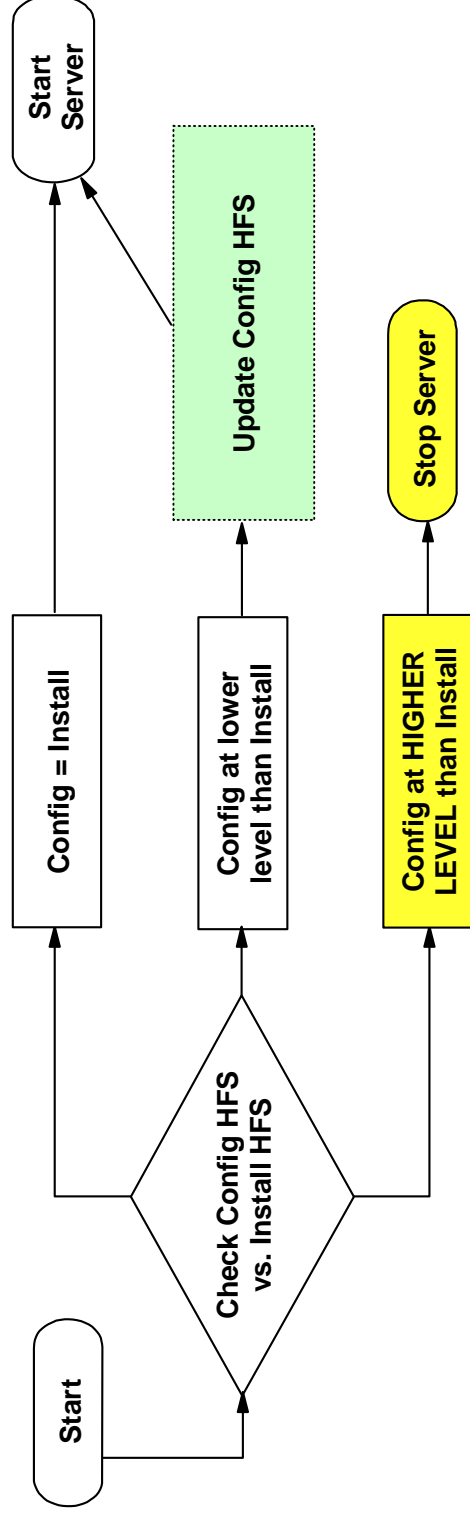 Start
Check Config HFS
vs. Install HFS
Config = Install
Start
Server
Config at lower
level than Install
Update Config HFS
Config at HIGHER
LEVEL than Install
Stop Server